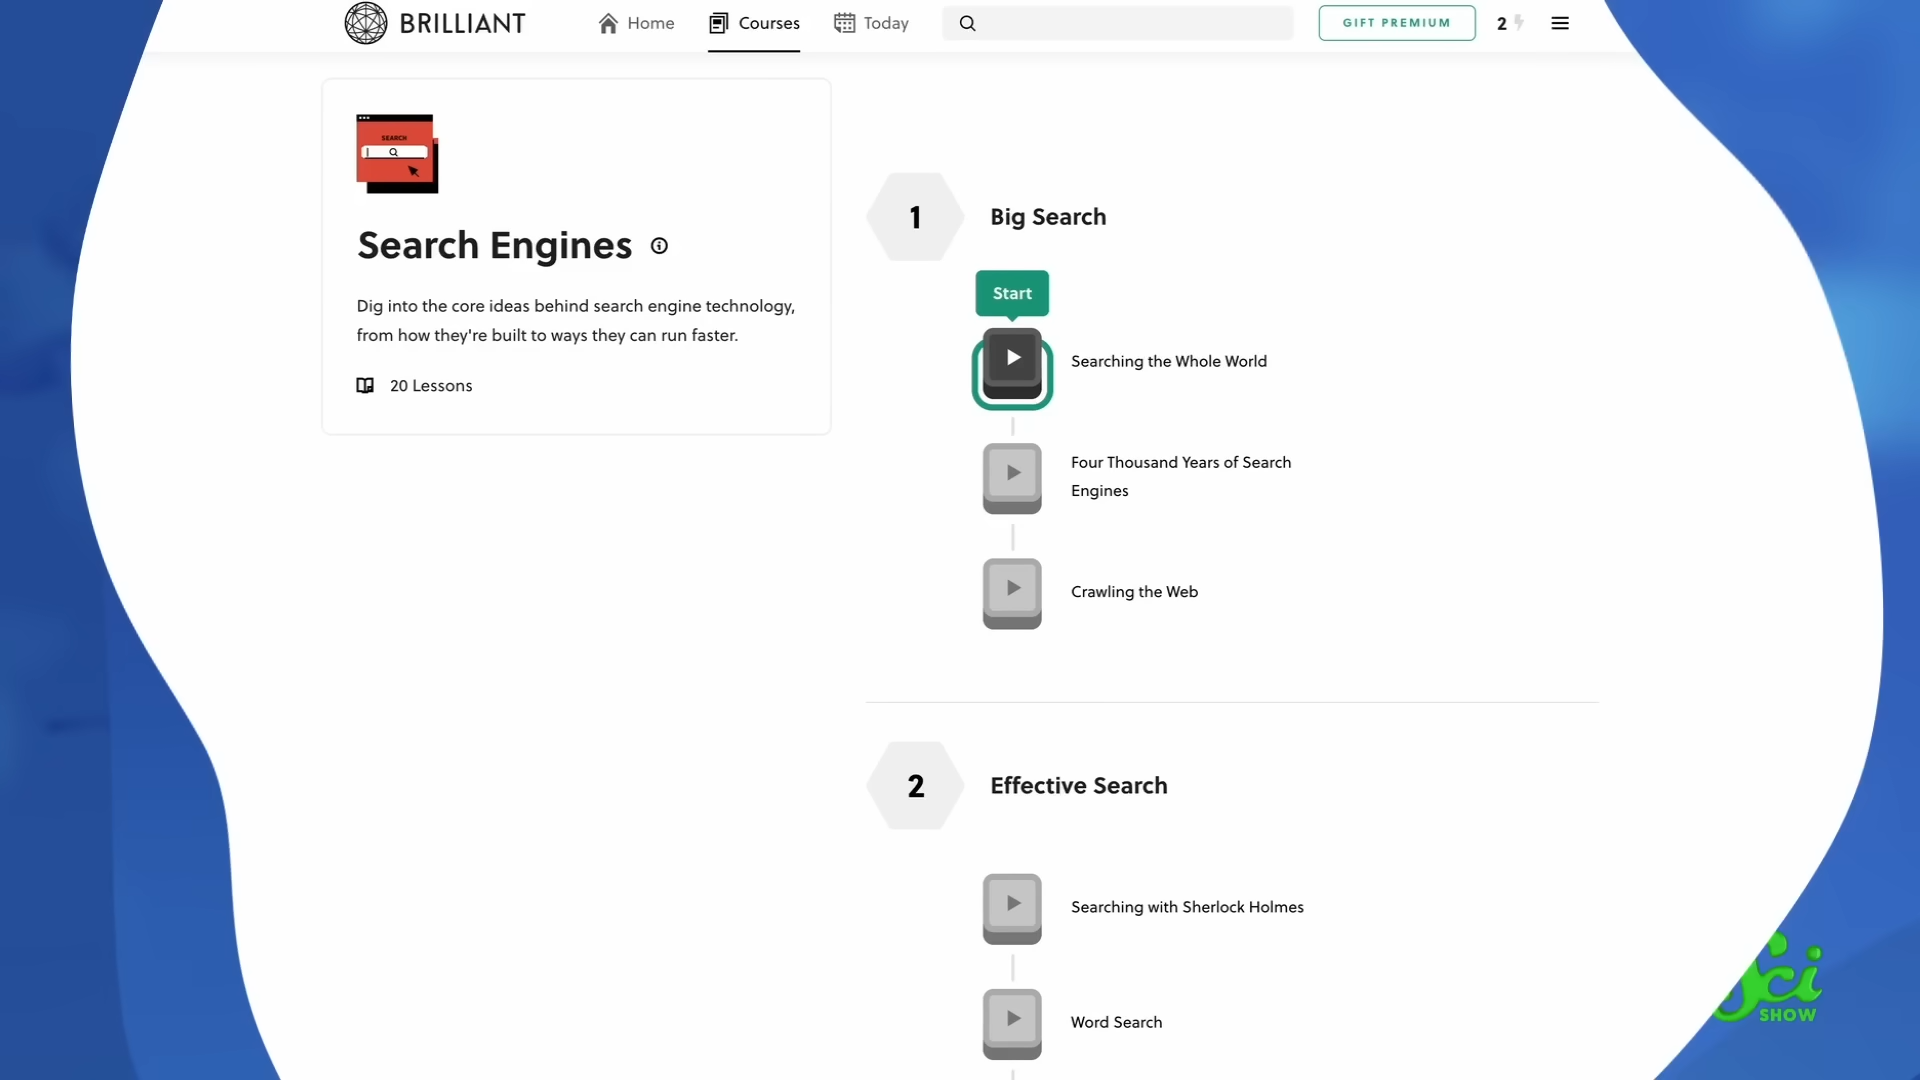 BRILLIANT
Home
Courses
Today
GIFT PREMIUM
2
SEARCH
Search Engines
Dig into the core ideas behind search engine technology,
from how they're built to ways they can run faster.
20 Lessons
1
Big Search
Start
Searching the Whole World
Four Thousand Years of Search
Engines
Crawling the Web
2
Effective Search
Searching with Sherlock Holmes
Word Search
Sci
SHOW